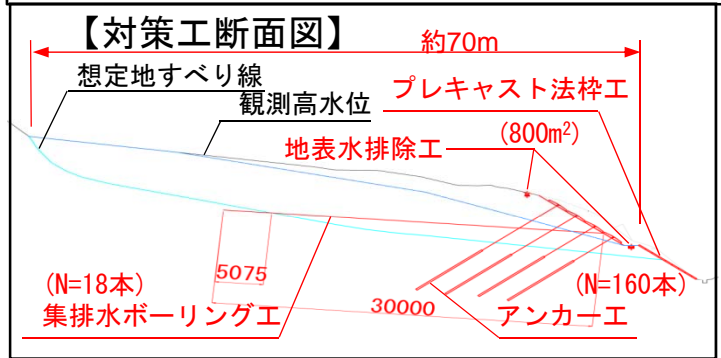 【対策工断面図】
約70m
想定地すべり線
観測高水位
プレキャスト法枠工
(800m²)
地表水排除工
5075
30000
(N=18本)
集排水ボーリング工
(N=160本)
アンカー工